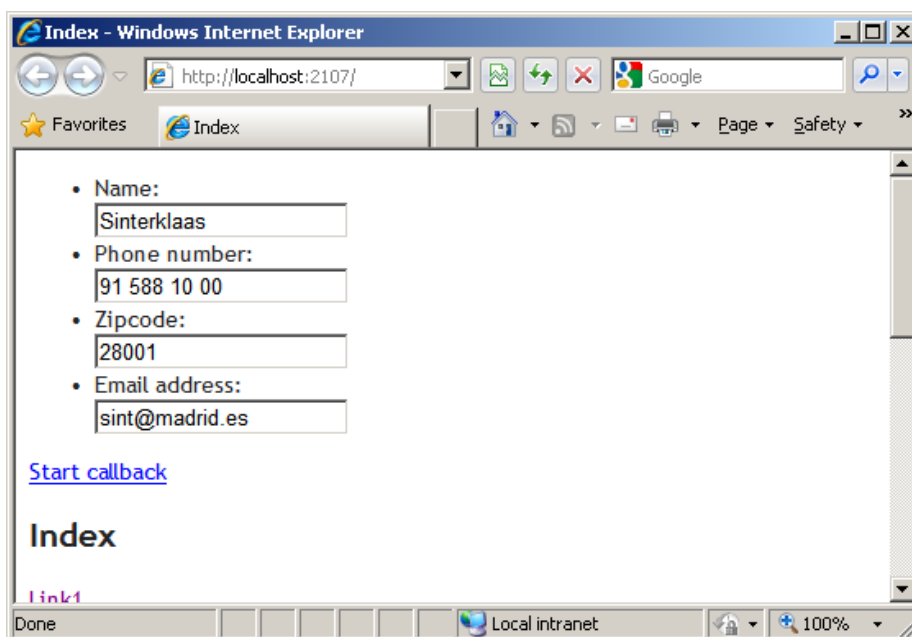 Index - Windows Internet Explorer
http://localhost:2107/
Google
Favorites
Index
Page
Safety
»
• Name:
Sinterklaas
• Phone number:
91 588 10 00
• Zipcode:
28001
• Email address:
sint@madrid.es
Start callback
Index
Link1
Done
Local intranet
100%